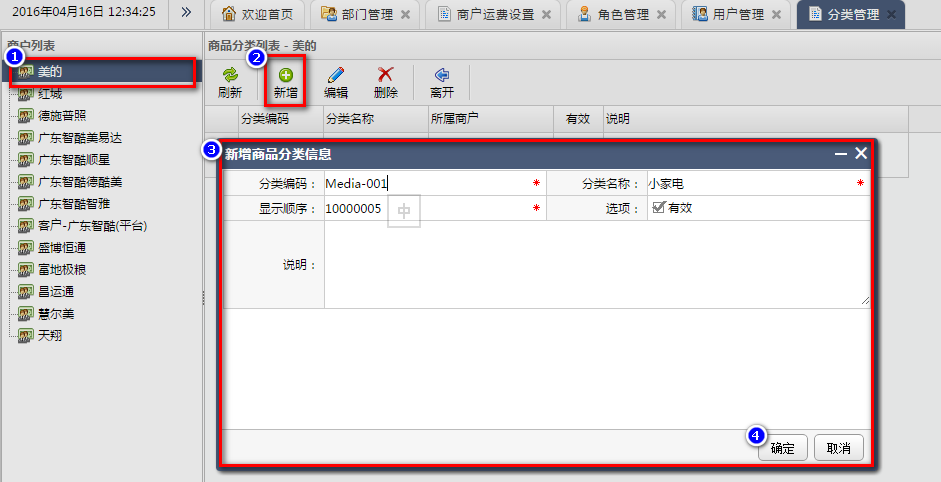 2016年04月16日 12:34:25 »
欢迎首页 部门管理 商户运费设置 角色管理 用户管理 分类管理
商户列表
1
美的
红城
德施普照
广东智酷美易达
广东智酷顺星
广东智酷德酷美
广东智酷智雅
客户-广东智酷(平台)
盛博恒通
富地极粮
昌运通
慧尔美
天翔
商品分类列表 - 美的
2
刷新 新增 编辑 删除 离开
分类编码 分类名称 所属商户 有效 说明
3
新增商品分类信息
分类编码： Media-001 * 分类名称： 小家电 *
显示顺序： 10000005 中 * 选项： 有效
说明：
4
确定 取消